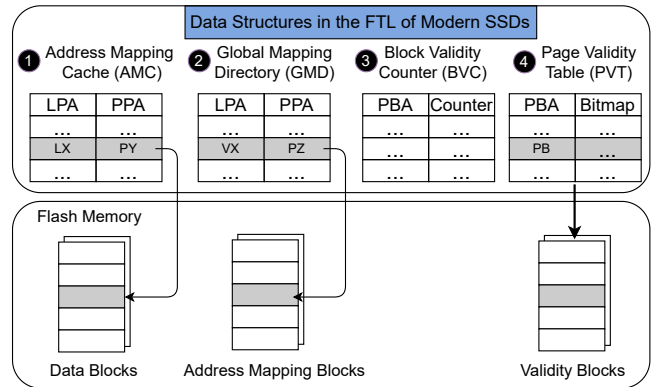 Data Structures in the FTL of Modern SSDs
1 Address Mapping
Cache (AMC)
2 Global Mapping
Directory (GMD)
3 Block Validity
Counter (BVC)
4 Page Validity
Table (PVT)
LPA PPA
... ...
LX PY
... ...
LPA PPA
... ...
VX PZ
... ...
PBA Counter
... ...
... ...
... ...
PBA Bitmap
... ...
PB ...
... ...
Flash Memory
Data Blocks
Address Mapping Blocks
Validity Blocks